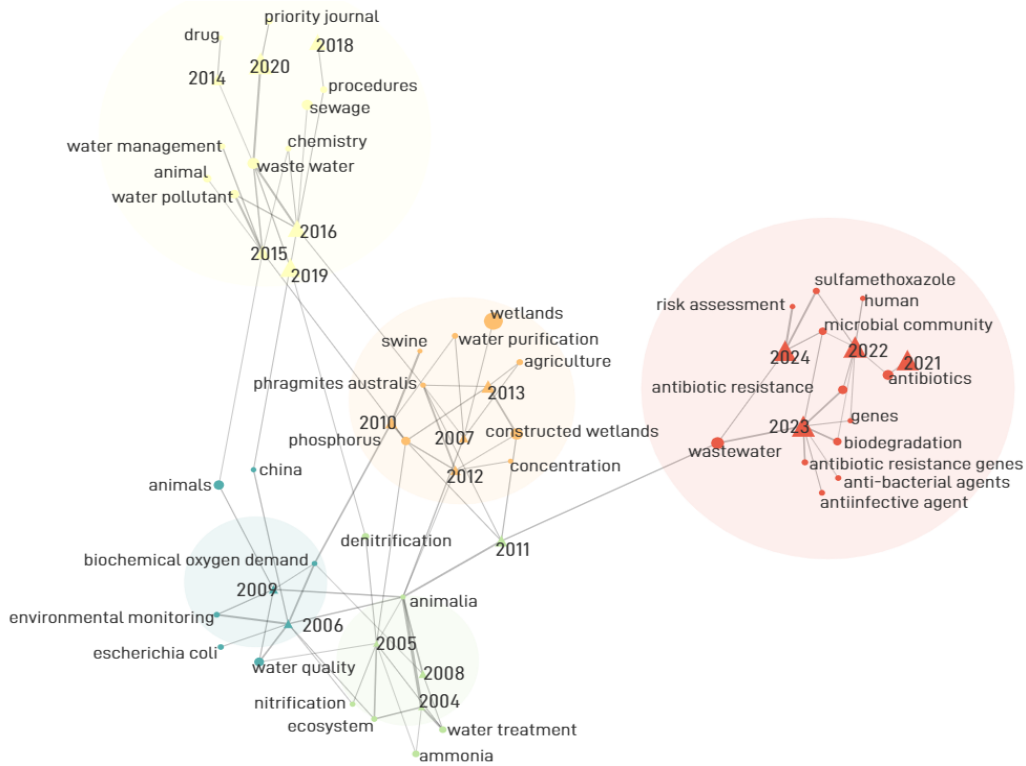 priority journal
drug
2018
2020
2014
procedures
sewage
chemistry
water management
waste water
animal
water pollutant
2016
2015
2019
sulfamethoxazole
risk assessment
human
wetlands
microbial community
swine
water purification
2022
2024
agriculture
2021
antibiotics
phragmites australis
antibiotic resistance
2013
genes
2010
2023
phosphorus
2007
constructed wetlands
biodegradation
wastewater
china
concentration
antibiotic resistance genes
2012
animals
anti-bacterial agents
antiinfective agent
denitrification
2011
biochemical oxygen demand
2009
animalia
environmental monitoring
2006
2005
escherichia coli
water quality
2008
nitrification
2004
ecosystem
water treatment
ammonia